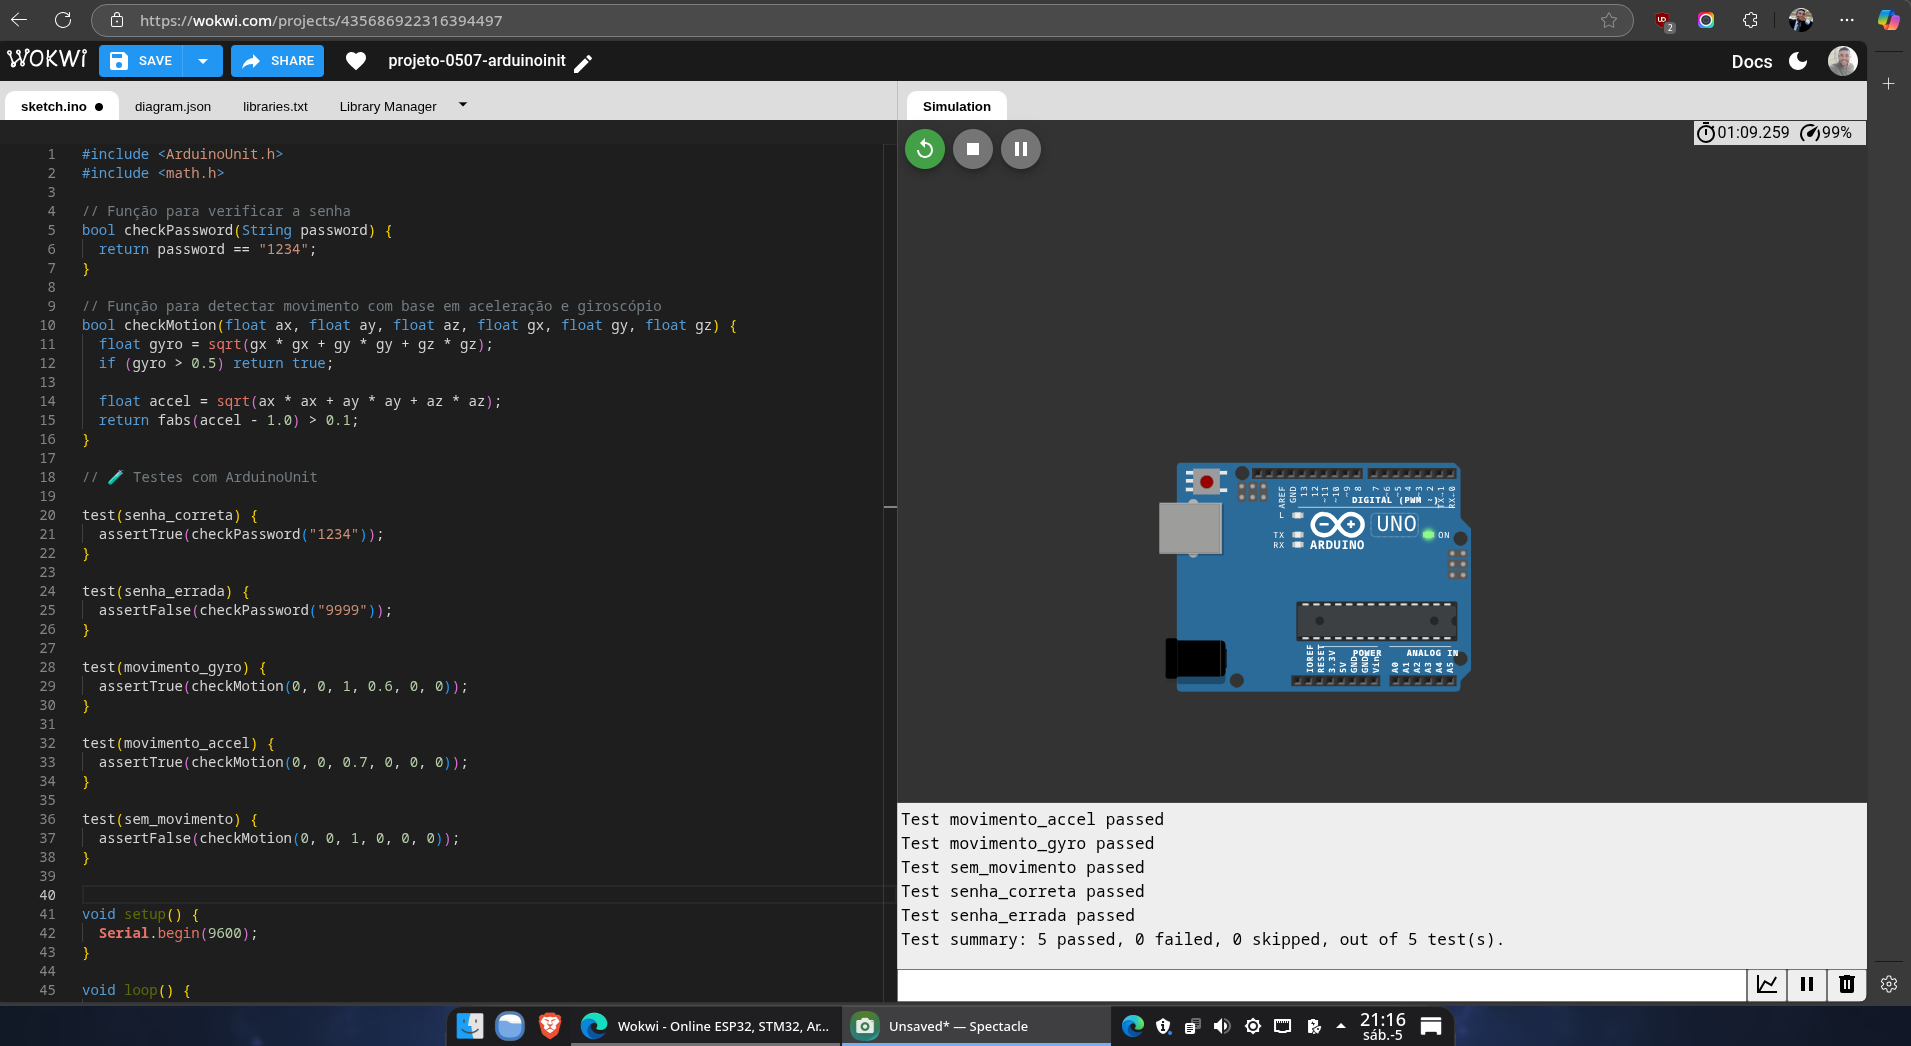 https://wokwi.com/projects/435686922316394497
2
WOKWi
SAVE
SHARE
projeto-0507-arduinoinit
Docs
sketch.ino
diagram.json
libraries.txt
Library Manager
Simulation
01:09.259
99%
1 #include <ArduinoUnit.h>
2 #include <math.h>
3
4 // Função para verificar a senha
5 bool checkPassword(String password) {
6 return password == "1234";
7 }
8
9 // Função para detectar movimento com base em aceleração e giroscópio
10 bool checkMotion(float ax, float ay, float az, float gx, float gy, float gz) {
11 float gyro = sqrt(gx * gx + gy * gy + gz * gz);
12 if (gyro > 0.5) return true;
13
14 float accel = sqrt(ax * ax + ay * ay + az * az);
15 return fabs(accel - 1.0) > 0.1;
16 }
17
18 // 🧪 Testes com ArduinoUnit
19
20 test(senha_correta) {
21 assertTrue(checkPassword("1234"));
22 }
23
24 test(senha_errada) {
25 assertFalse(checkPassword("9999"));
26 }
27
28 test(movimento_gyro) {
29 assertTrue(checkMotion(0, 0, 1, 0.6, 0, 0));
30 }
31
32 test(movimento_accel) {
33 assertTrue(checkMotion(0, 0, 0.7, 0, 0, 0));
34 }
35
36 test(sem_movimento) {
37 assertFalse(checkMotion(0, 0, 1, 0, 0, 0));
38 }
39
40
41 void setup() {
42 Serial.begin(9600);
43 }
44
45 void loop() {
AREF
GND
13
12
~11
~10
~9
8
7
~6
~5
4
~3
~2
TX→1
RX←0
DIGITAL (PWM ~)
L
TX
RX
UNO
ARDUINO
ON
IOREF
RESET
3.3V
5V
GND
GND
Vin
POWER
ANALOG IN
A0
A1
A2
A3
A4
A5
Test movimento_accel passed
Test movimento_gyro passed
Test sem_movimento passed
Test senha_correta passed
Test senha_errada passed
Test summary: 5 passed, 0 failed, 0 skipped, out of 5 test(s).
Wokwi - Online ESP32, STM32, Ar...
Unsaved* — Spectacle
21:16
sáb.-5